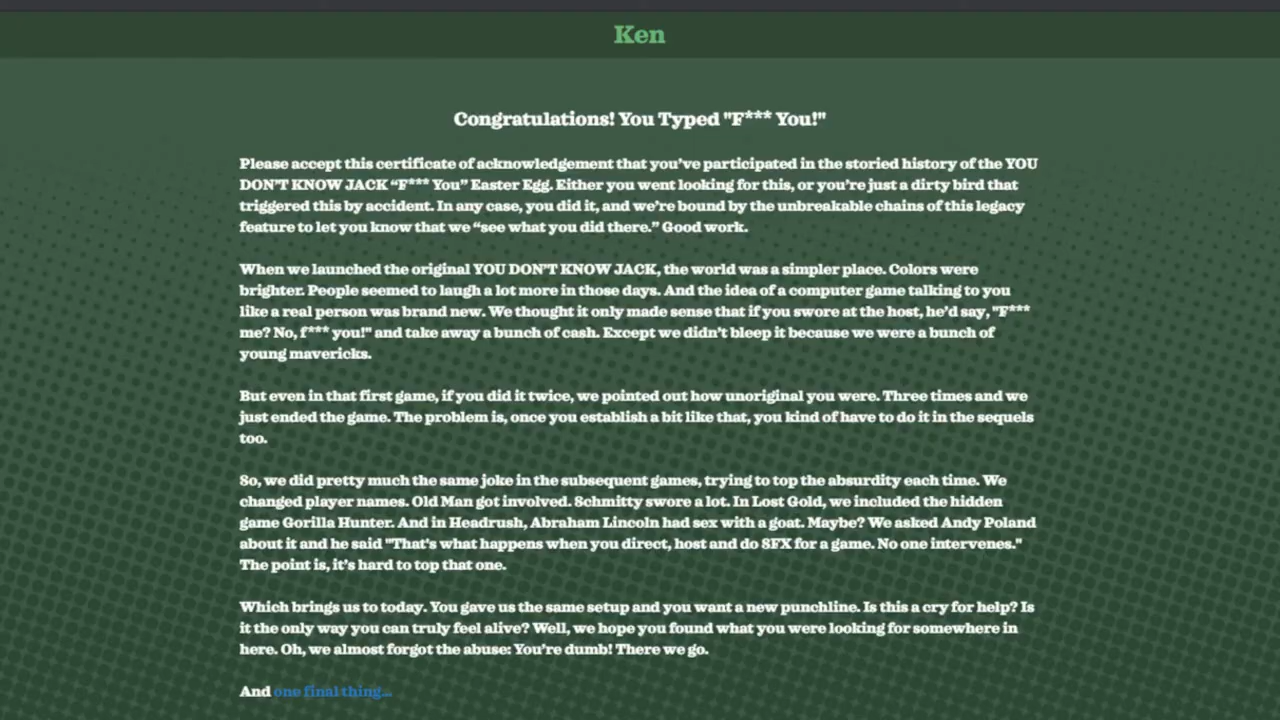 Ken
Congratulations! You Typed "F*** You!"
Please accept this certificate of acknowledgement that you’ve participated in the storied history of the YOU
DON’T KNOW JACK “F*** You” Easter Egg. Either you went looking for this, or you’re just a dirty bird that
triggered this by accident. In any case, you did it, and we’re bound by the unbreakable chains of this legacy
feature to let you know that we “see what you did there.” Good work.
When we launched the original YOU DON’T KNOW JACK, the world was a simpler place. Colors were
brighter. People seemed to laugh a lot more in those days. And the idea of a computer game talking to you
like a real person was brand new. We thought it only made sense that if you swore at the host, he’d say, "F***
me? No, f*** you!" and take away a bunch of cash. Except we didn’t bleep it because we were a bunch of
young mavericks.
But even in that first game, if you did it twice, we pointed out how unoriginal you were. Three times and we
just ended the game. The problem is, once you establish a bit like that, you kind of have to do it in the sequels
too.
So, we did pretty much the same joke in the subsequent games, trying to top the absurdity each time. We
changed player names. Old Man got involved. Schmitty swore a lot. In Lost Gold, we included the hidden
game Gorilla Hunter. And in Headrush, Abraham Lincoln had sex with a goat. Maybe? We asked Andy Poland
about it and he said "That's what happens when you direct, host and do SFX for a game. No one intervenes."
The point is, it’s hard to top that one.
Which brings us to today. You gave us the same setup and you want a new punchline. Is this a cry for help? Is
it the only way you can truly feel alive? Well, we hope you found what you were looking for somewhere in
here. Oh, we almost forgot the abuse: You’re dumb! There we go.
And one final thing...